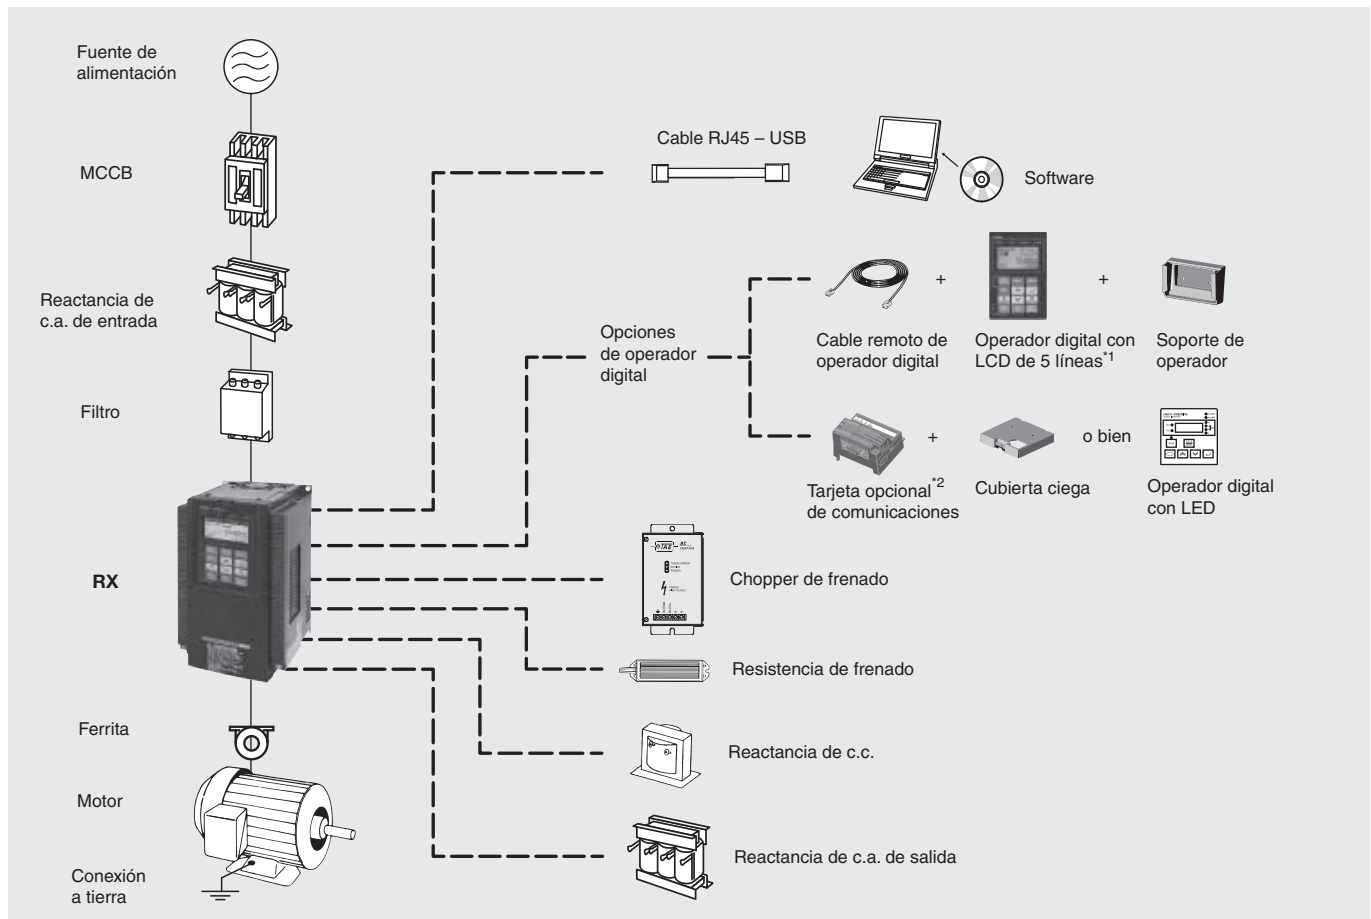 Fuente de
alimentación
MCCB
Reactancia de
c.a. de entrada
Filtro
RX
Ferrita
Motor
Conexión
a tierra
Cable RJ45 – USB
Software
Opciones
de operador
digital
+
+
Cable remoto de
operador digital
Operador digital con
LCD de 5 líneas*1
Soporte de
operador
+
o bien
Tarjeta opcional*2
de comunicaciones
Cubierta ciega
Operador digital
con LED
Chopper de frenado
Resistencia de frenado
Reactancia de c.c.
Reactancia de c.a. de salida